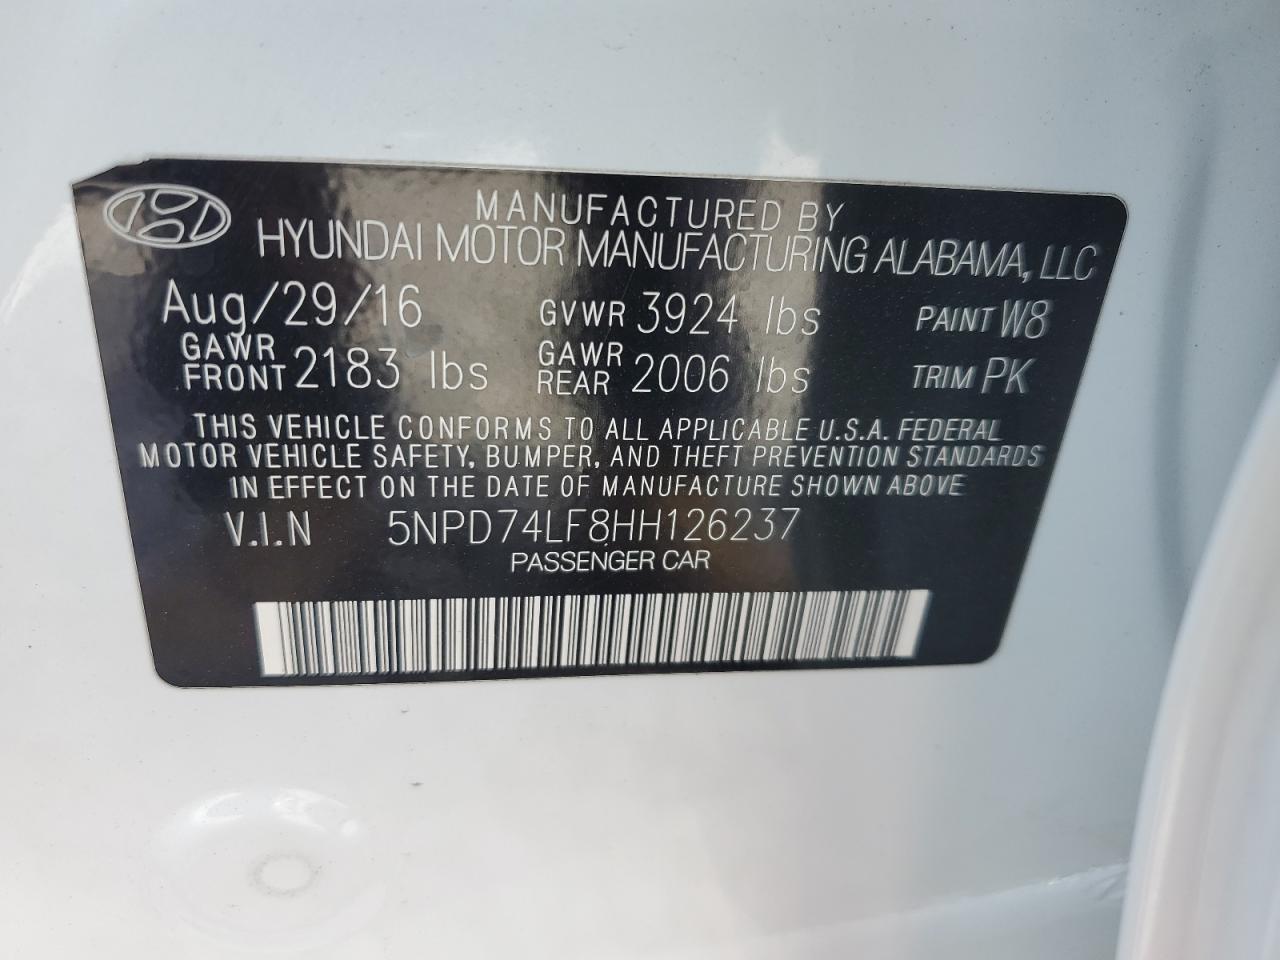 MANUFACTURED BY
HYUNDAI MOTOR MANUFACTURING ALABAMA, LLC
Aug/29/16 GVWR 3924 lbs PAINT W8
GAWR FRONT 2183 lbs GAWR REAR 2006 lbs TRIM PK
THIS VEHICLE CONFORMS TO ALL APPLICABLE U.S.A. FEDERAL
MOTOR VEHICLE SAFETY, BUMPER, AND THEFT PREVENTION STANDARDS
IN EFFECT ON THE DATE OF MANUFACTURE SHOWN ABOVE
V.I.N 5NPD74LF8HH126237
PASSENGER CAR